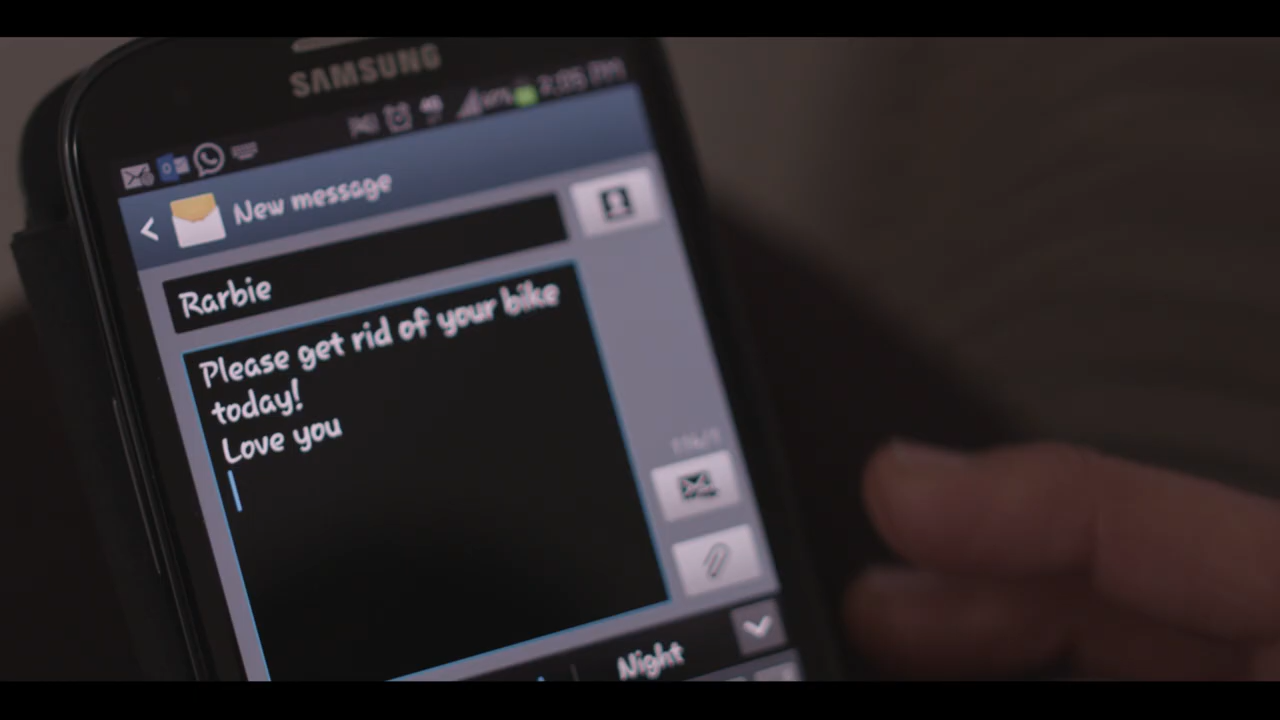 SAMSUNG
New message
Rarbie
Please get rid of your bike
today!
Love you
Night